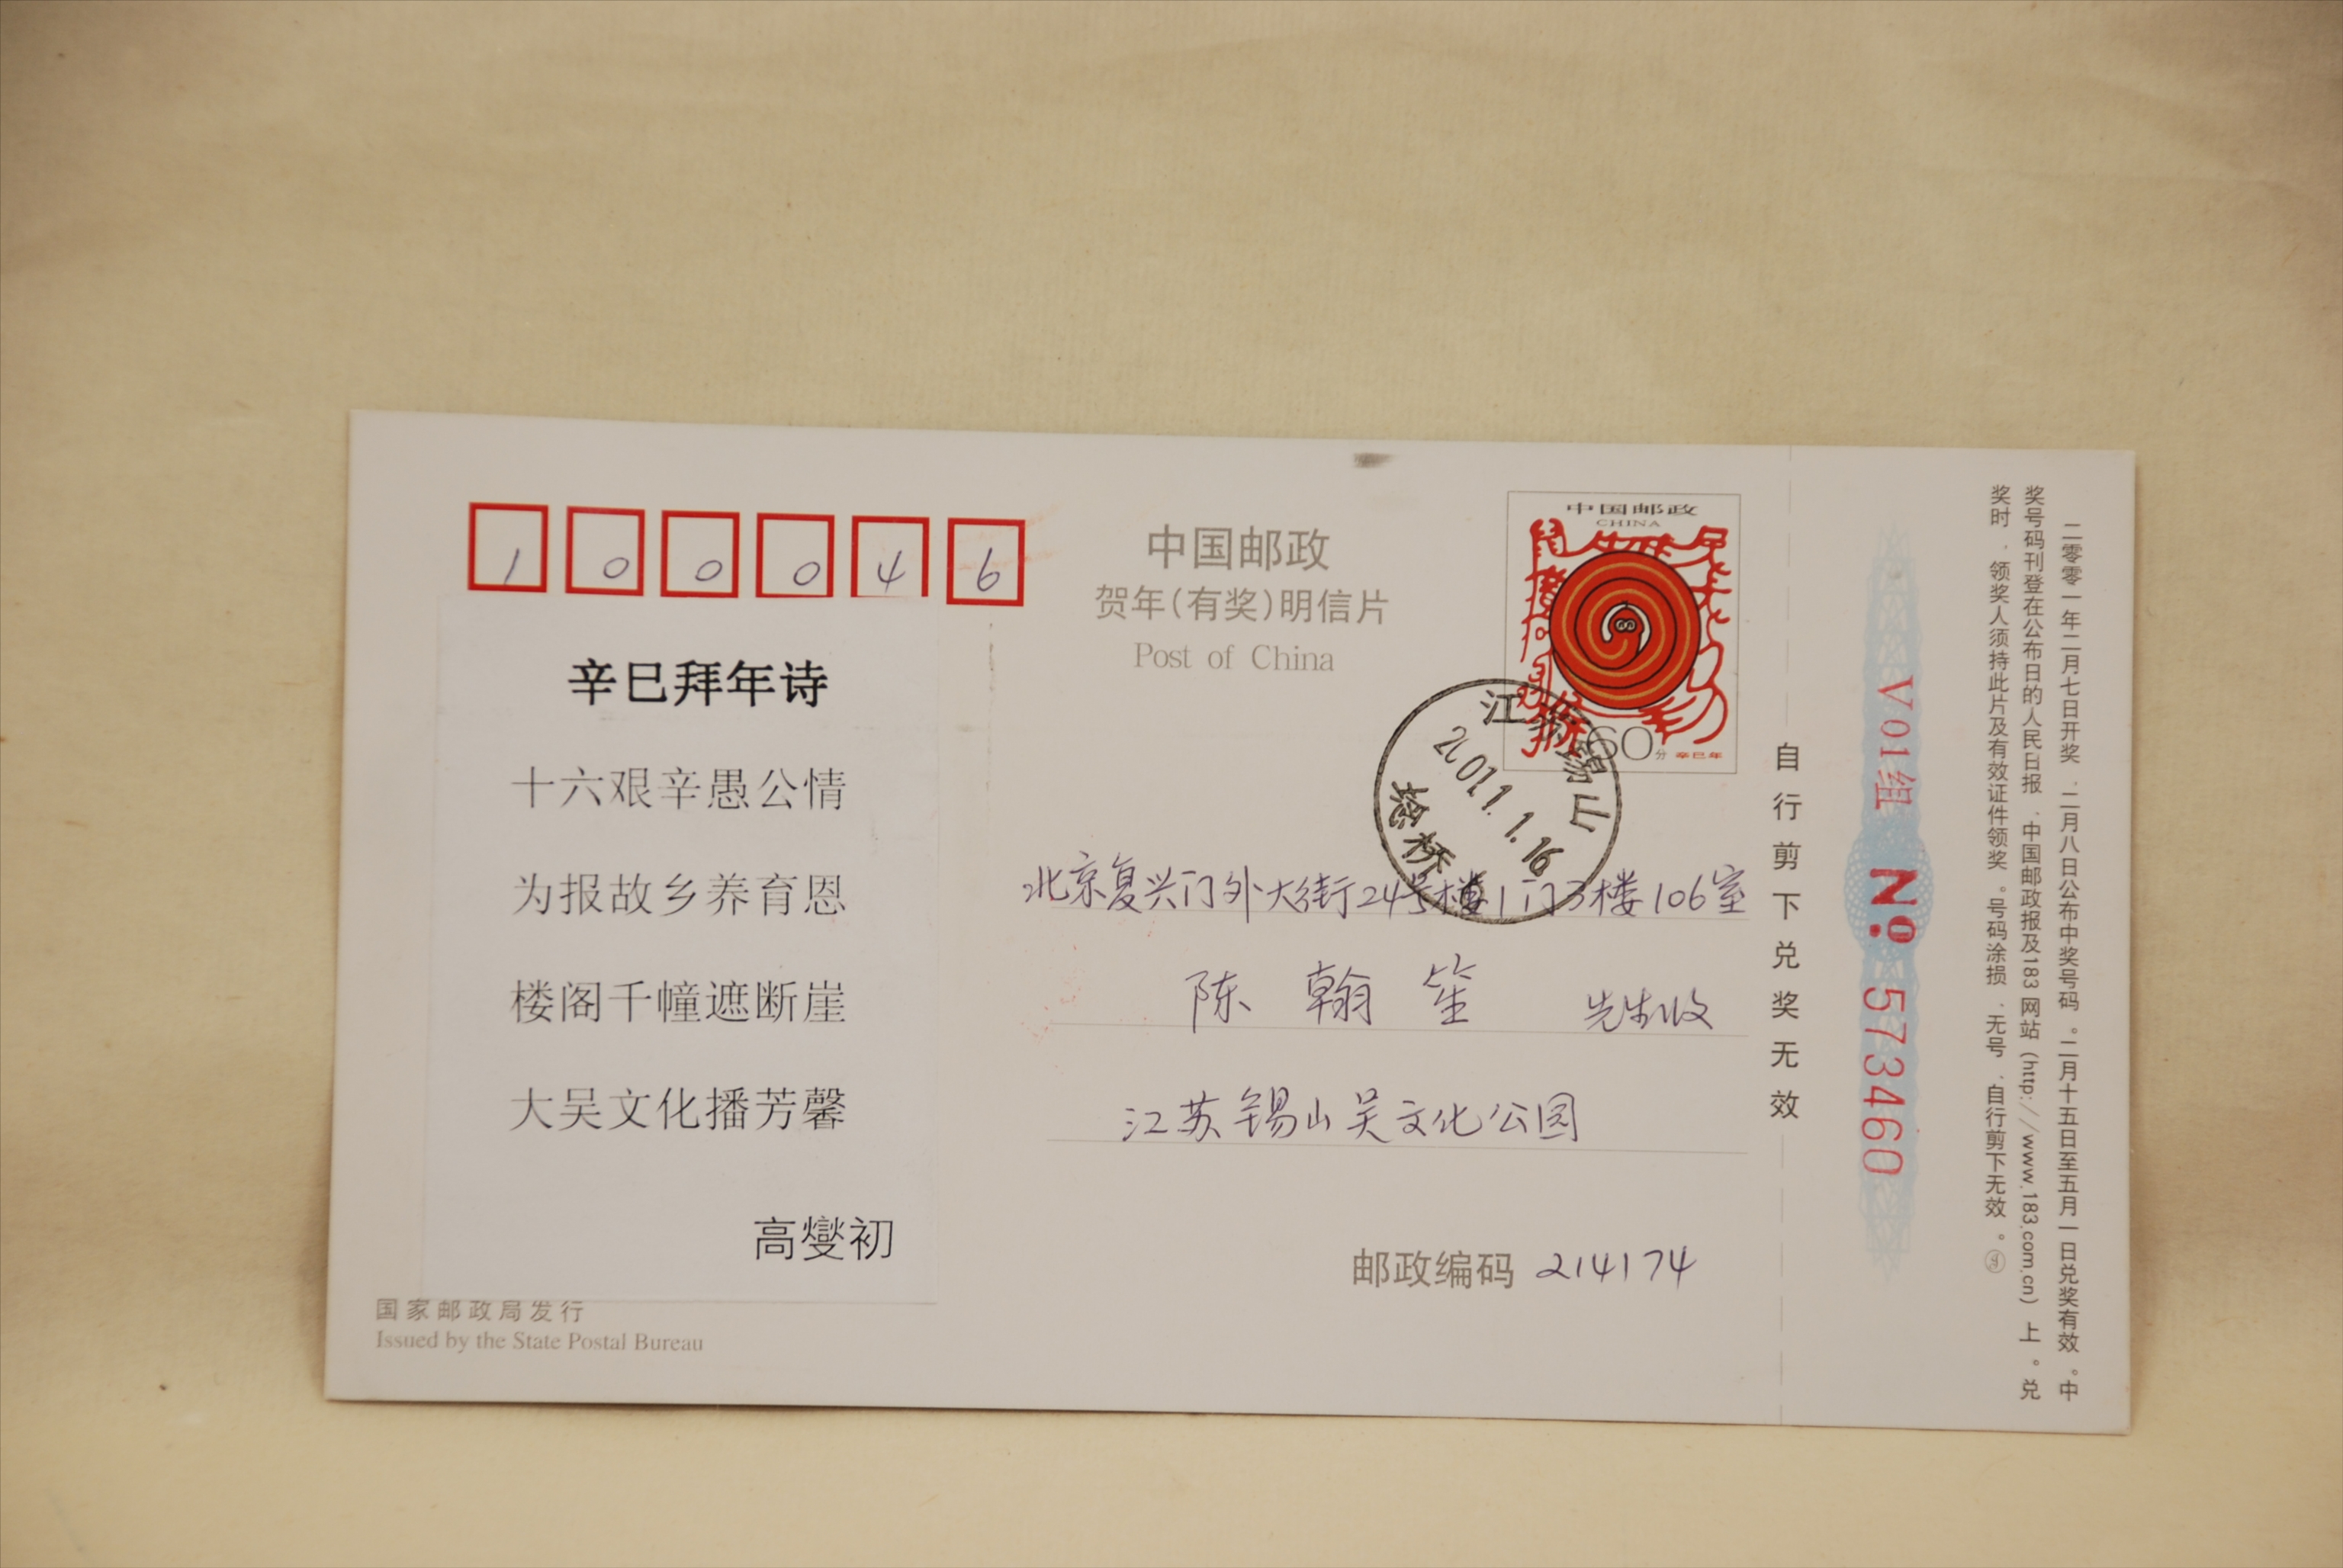 100046
中国邮政
贺年(有奖)明信片
Post of China
中国邮政
CHINA
60分 辛巳年
江苏锡山
2001.1.16
辛巳拜年诗
十六艰辛愚公情
为报故乡养育恩
楼阁千幢遮断崖
大吴文化播芳馨
高燮初
北京复兴门外大街24号楼1门3楼106室
陈翰笙 先生收
江苏锡山吴文化公园
邮政编码 214174
国家邮政局发行
Issued by the State Postal Bureau
自行剪下兑奖无效
V01组 Nº 573460
二零零一年二月七日开奖、二月八日公布中奖号码。二月十五日至五月一日兑奖有效。中
奖号码刊登在公布日的人民日报、中国邮政报及183网站(http://www.183.com.cn)上。兑
奖时、领奖人须持此片及有效证件领奖。号码涂损、无号、自行剪下无效。